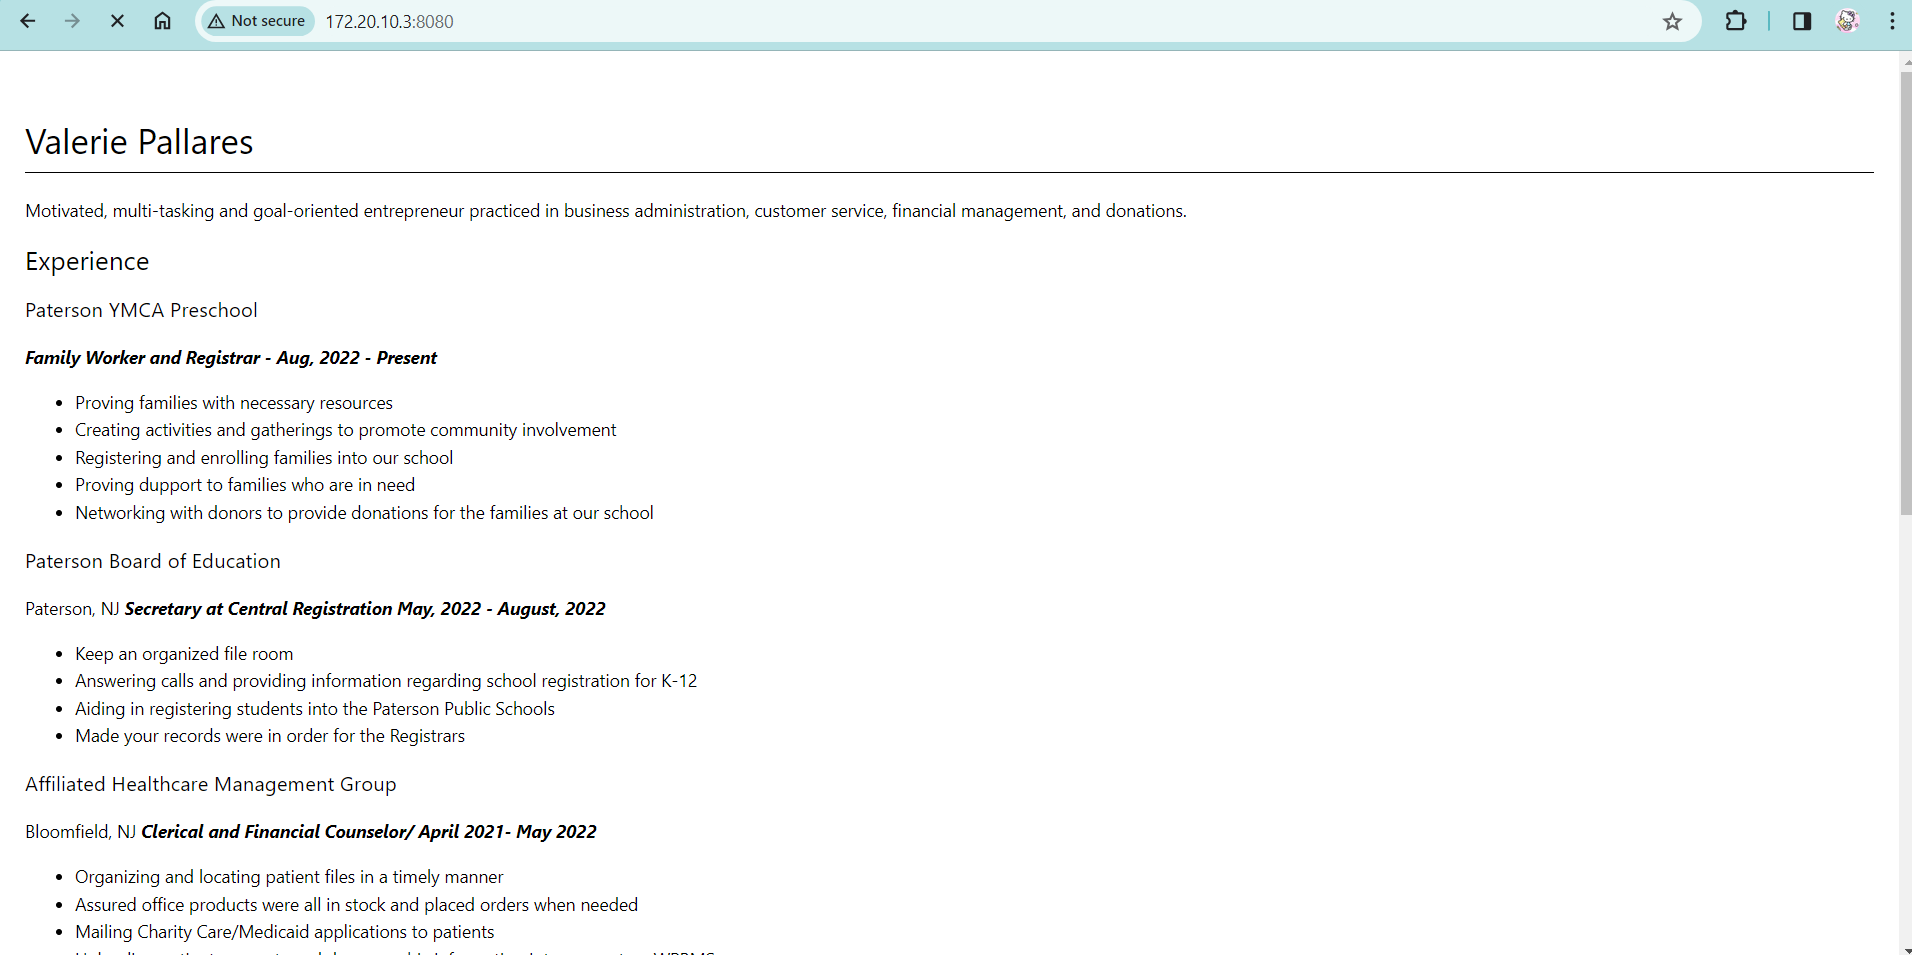 Not secure 172.20.10.3:8080
Valerie Pallares
Motivated, multi-tasking and goal-oriented entrepreneur practiced in business administration, customer service, financial management, and donations.
Experience
Paterson YMCA Preschool
Family Worker and Registrar - Aug, 2022 - Present
Proving families with necessary resources
Creating activities and gatherings to promote community involvement
Registering and enrolling families into our school
Proving dupport to families who are in need
Networking with donors to provide donations for the families at our school
Paterson Board of Education
Paterson, NJ Secretary at Central Registration May, 2022 - August, 2022
Keep an organized file room
Answering calls and providing information regarding school registration for K-12
Aiding in registering students into the Paterson Public Schools
Made your records were in order for the Registrars
Affiliated Healthcare Management Group
Bloomfield, NJ Clerical and Financial Counselor/ April 2021- May 2022
Organizing and locating patient files in a timely manner
Assured office products were all in stock and placed orders when needed
Mailing Charity Care/Medicaid applications to patients